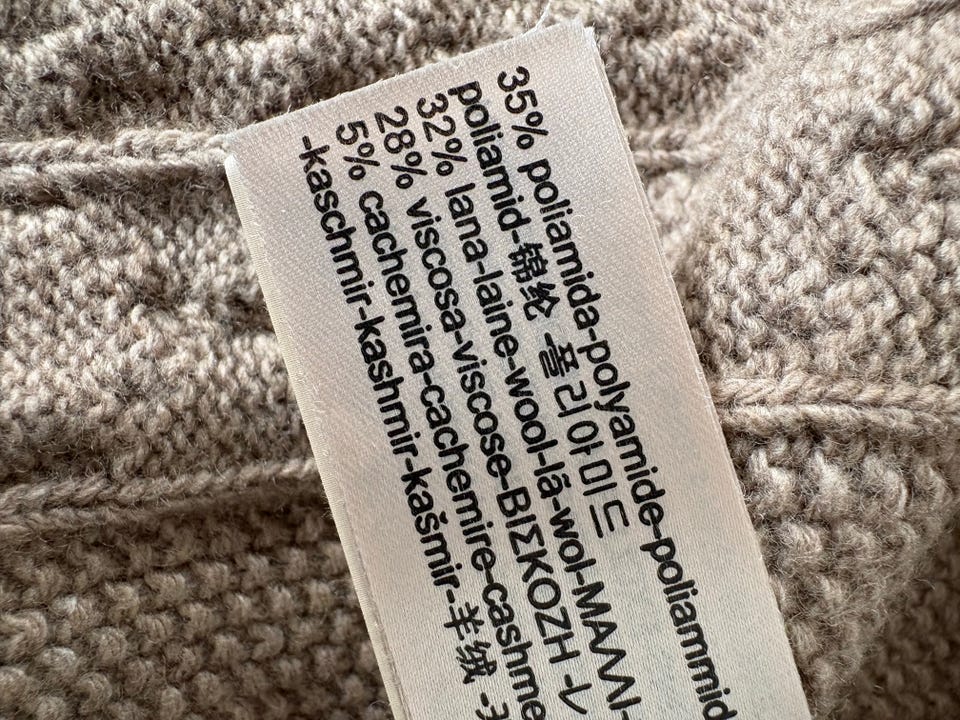 35% poliamida-polyamide-poliammid
poliamid-锦纶 폴리아미드
32% lana-laine-wool-lã-wol-ΜΑΛΛΙ-
28% viscosa-viscose-ΒΙΣΚΟΖΗ -レ
5% cachemira-cachemire-cashme
-kaschmir-kashmir-kašmir-羊绒